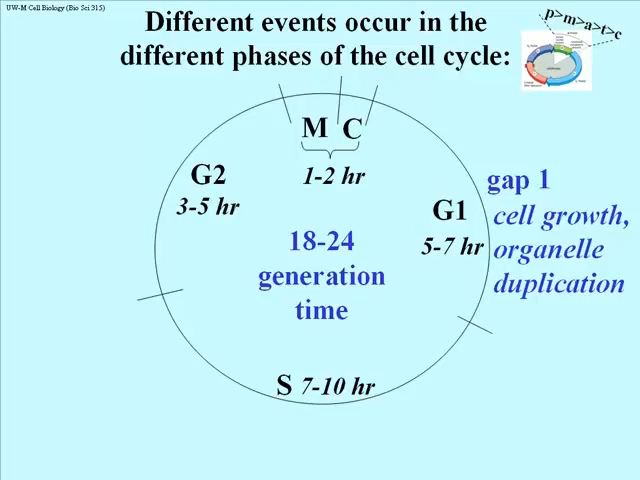 UW-M Cell Biology (Bio Sci 315)
Different events occur in the
different phases of the cell cycle:
p>m>a>t>c
M C
1-2 hr
G2
3-5 hr
G1
5-7 hr
gap 1
cell growth,
organelle
duplication
18-24
generation
time
S 7-10 hr